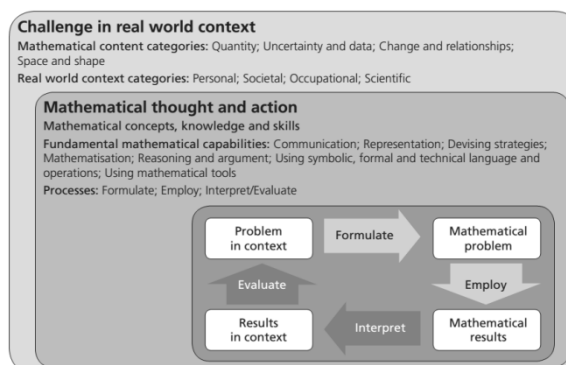 Challenge in real world context
Mathematical content categories: Quantity; Uncertainty and data; Change and relationships;
Space and shape
Real world context categories: Personal; Societal; Occupational; Scientific
Mathematical thought and action
Mathematical concepts, knowledge and skills
Fundamental mathematical capabilities: Communication; Representation; Devising strategies;
Mathematisation; Reasoning and argument; Using symbolic, formal and technical language and
operations; Using mathematical tools
Processes: Formulate; Employ; Interpret/Evaluate
Problem
in context
Formulate
Mathematical
problem
Evaluate
Employ
Results
in context
Interpret
Mathematical
results